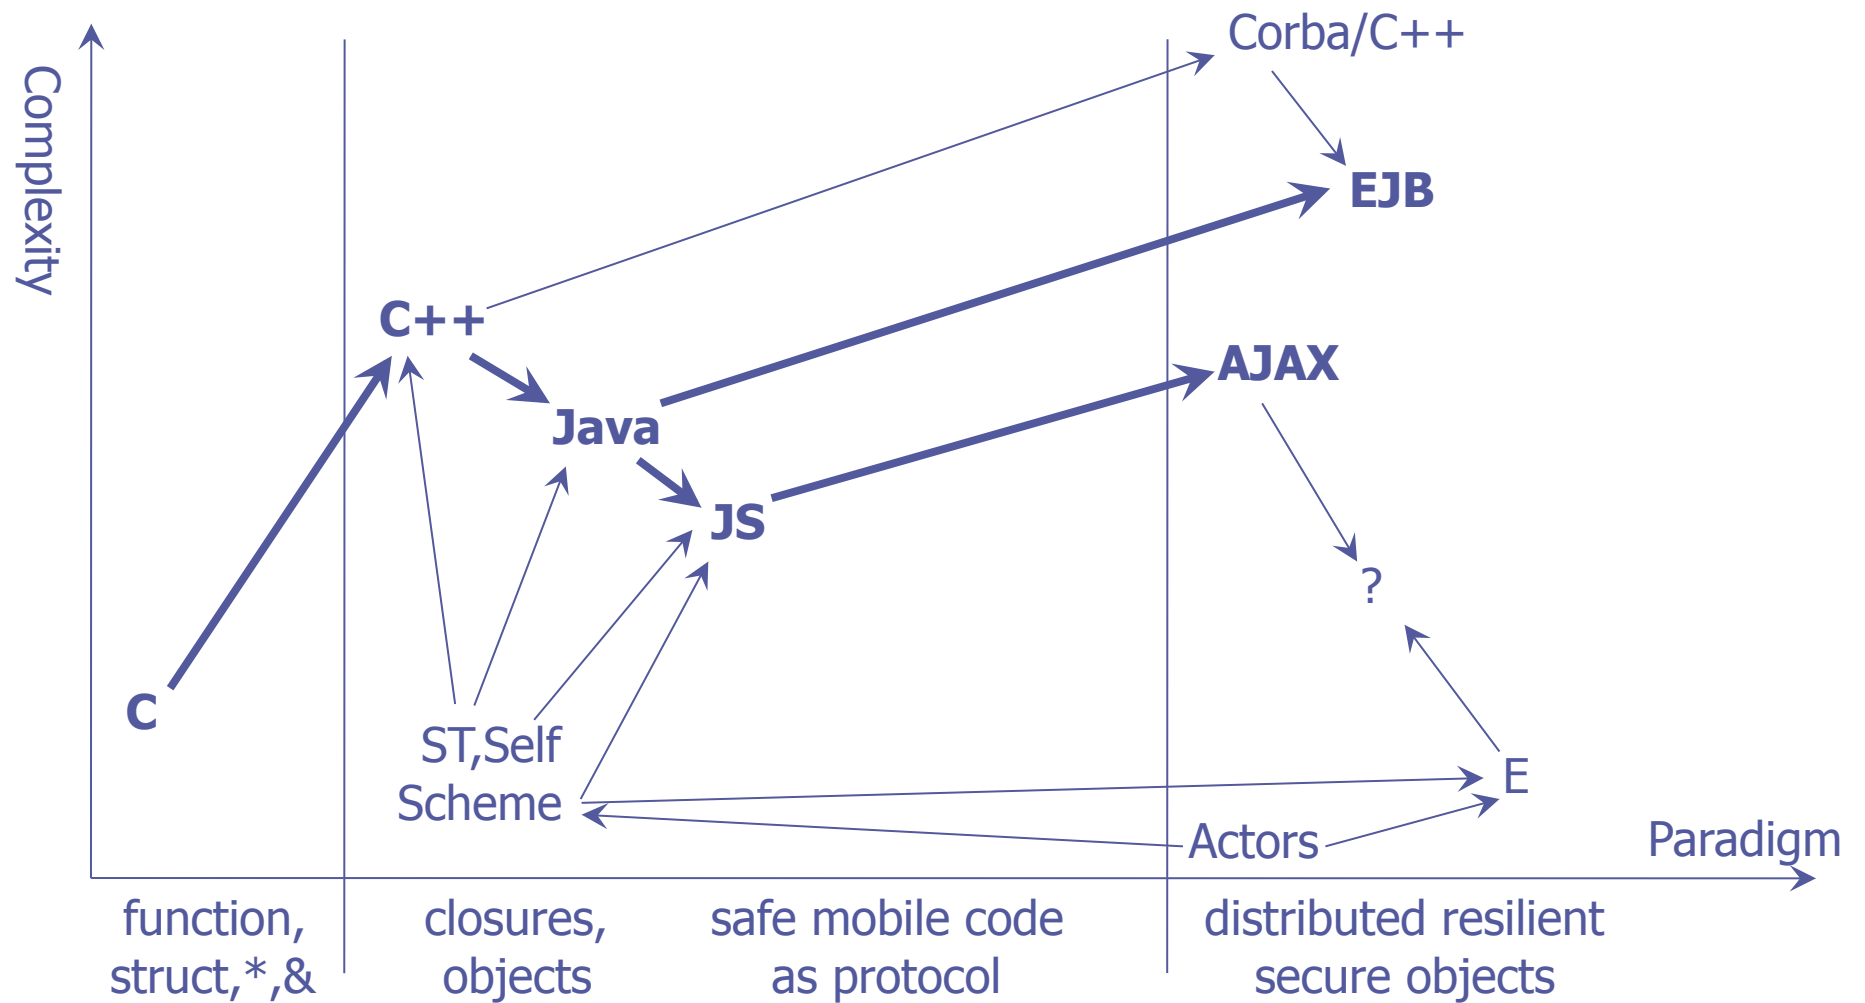 Corba/C++
Complexity
EJB
C++
AJAX
Java
JS
?
C
ST,Self
Scheme
E
Actors
Paradigm
function,
struct,*,&
closures,
objects
safe mobile code
as protocol
distributed resilient
secure objects